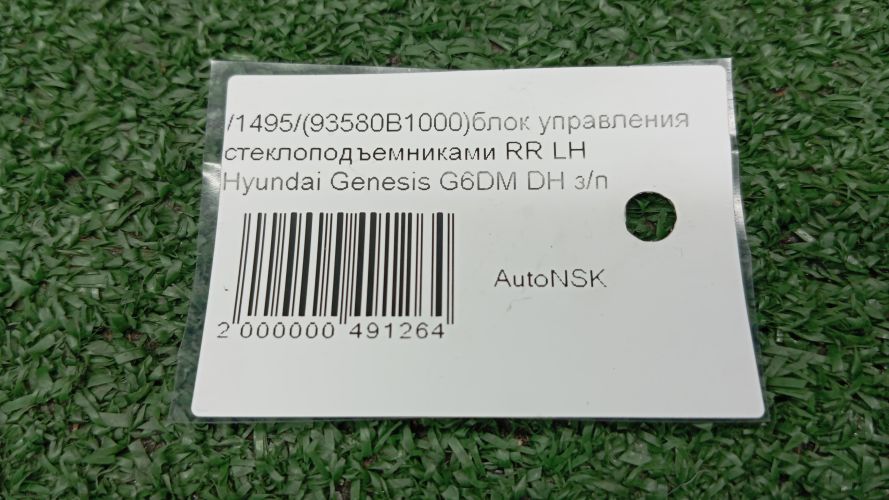 /1495/(93580B1000)блок управления
стеклоподъемниками RR LH
Hyundai Genesis G6DM DH з/п
AutoNSK
2 000000 491264